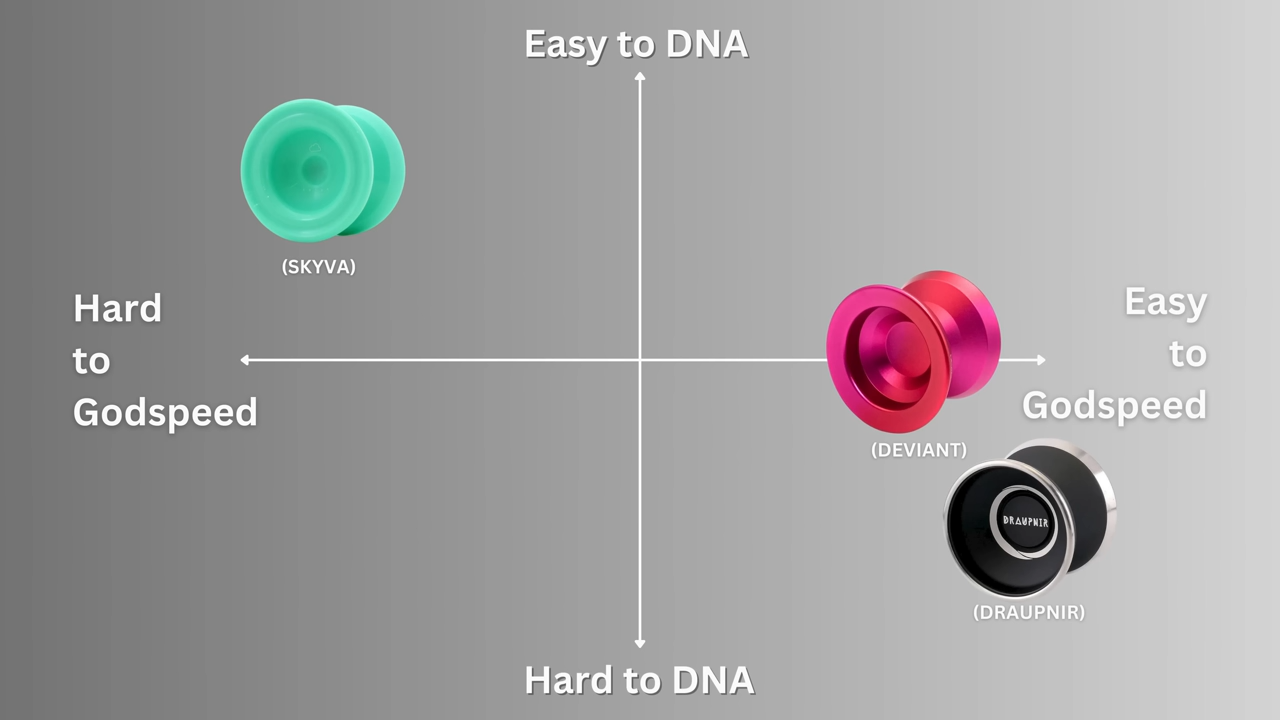 Easy to DNA
(SKYVA)
Hard
to
Godspeed
Easy
to
Godspeed
(DEVIANT)
DRAUPNIR
(DRAUPNIR)
Hard to DNA